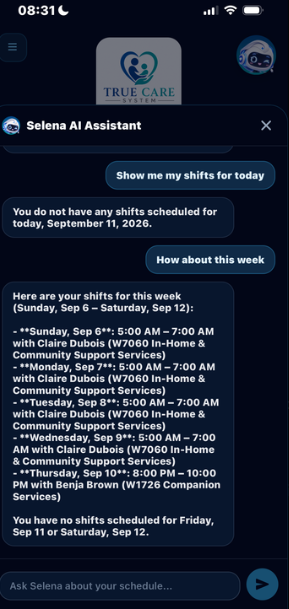 08:31
TRUE CARE
SYSTEM
Selena AI Assistant
Show me my shifts for today
You do not have any shifts scheduled for
today, September 11, 2026.
How about this week
Here are your shifts for this week
(Sunday, Sep 6 – Saturday, Sep 12):
- **Sunday, Sep 6**: 5:00 AM – 7:00 AM
with Claire Dubois (W7060 In-Home &
Community Support Services)
- **Monday, Sep 7**: 5:00 AM – 7:00 AM
with Claire Dubois (W7060 In-Home &
Community Support Services)
- **Tuesday, Sep 8**: 5:00 AM – 7:00 AM
with Claire Dubois (W7060 In-Home &
Community Support Services)
- **Wednesday, Sep 9**: 5:00 AM – 7:00
AM with Claire Dubois (W7060 In-Home
& Community Support Services)
- **Thursday, Sep 10**: 8:00 PM – 10:00
PM with Benja Brown (W1726 Companion
Services)
You have no shifts scheduled for Friday,
Sep 11 or Saturday, Sep 12.
Ask Selena about your schedule...